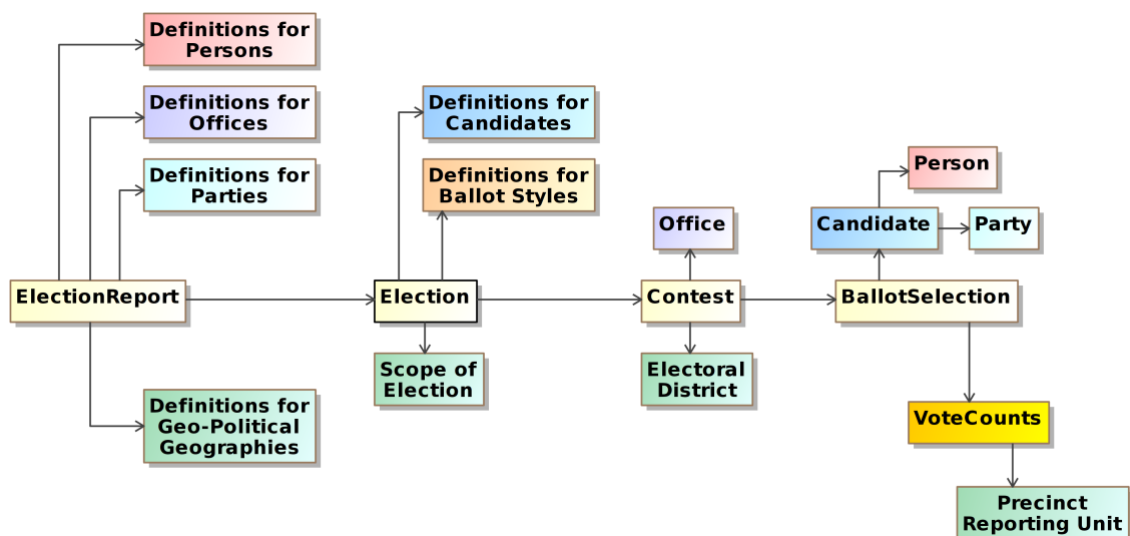 Definitions for
Persons
Definitions for
Offices
Definitions for
Candidates
Definitions for
Parties
Definitions for
Ballot Styles
Person
Office
Candidate
Party
ElectionReport
Election
Contest
BallotSelection
Scope of
Election
Electoral
District
Definitions for
Geo-Political
Geographies
VoteCounts
Precinct
Reporting Unit